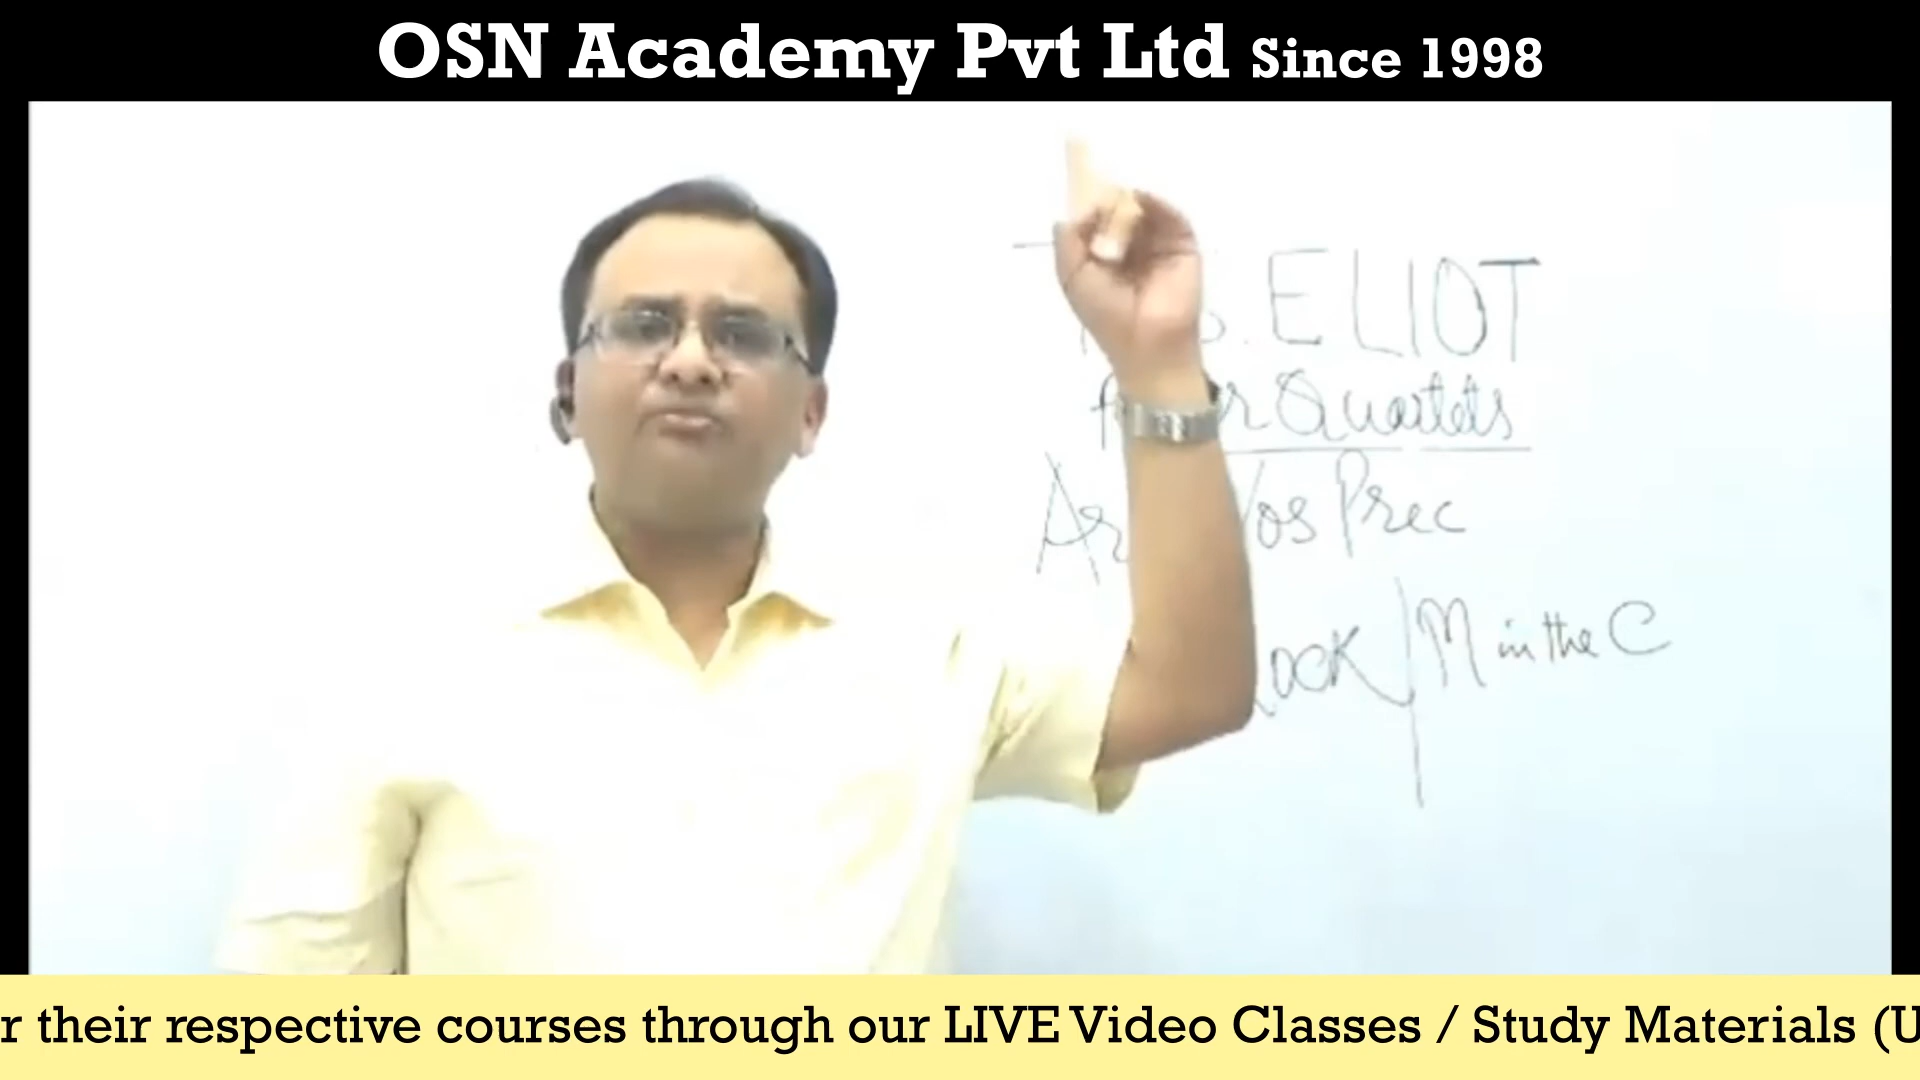 OSN Academy Pvt Ltd Since 1998
T. S. ELIOT
Quartets
Vos Prec
M in the C
r their respective courses through our LIVE Video Classes / Study Materials (U